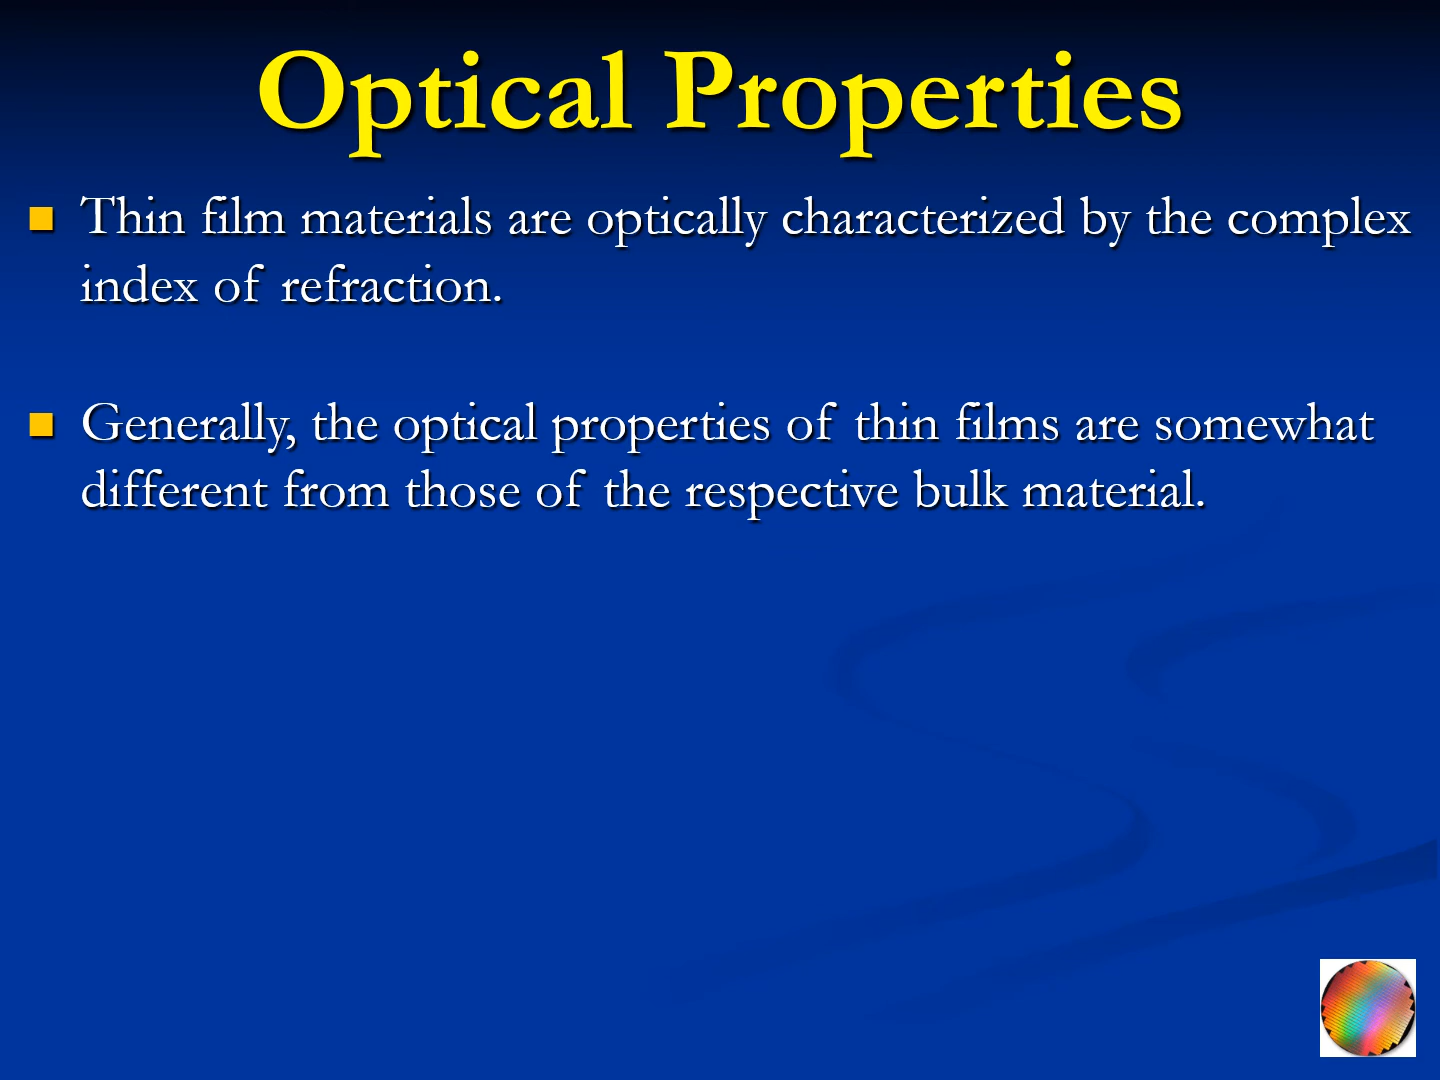 Optical Properties
Thin film materials are optically characterized by the complex
index of refraction.
Generally, the optical properties of thin films are somewhat
different from those of the respective bulk material.